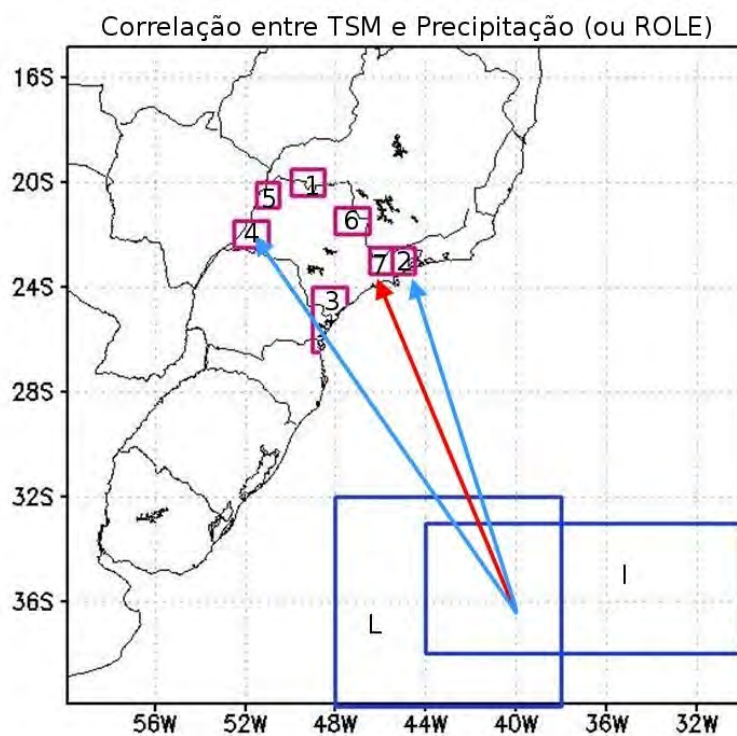 Correlação entre TSM e Precipitação (ou ROLE)
16S
20S
1
5
6
4
7 2
24S
3
28S
32S
I
36S
L
56W 52W 48W 44W 40W 36W 32W